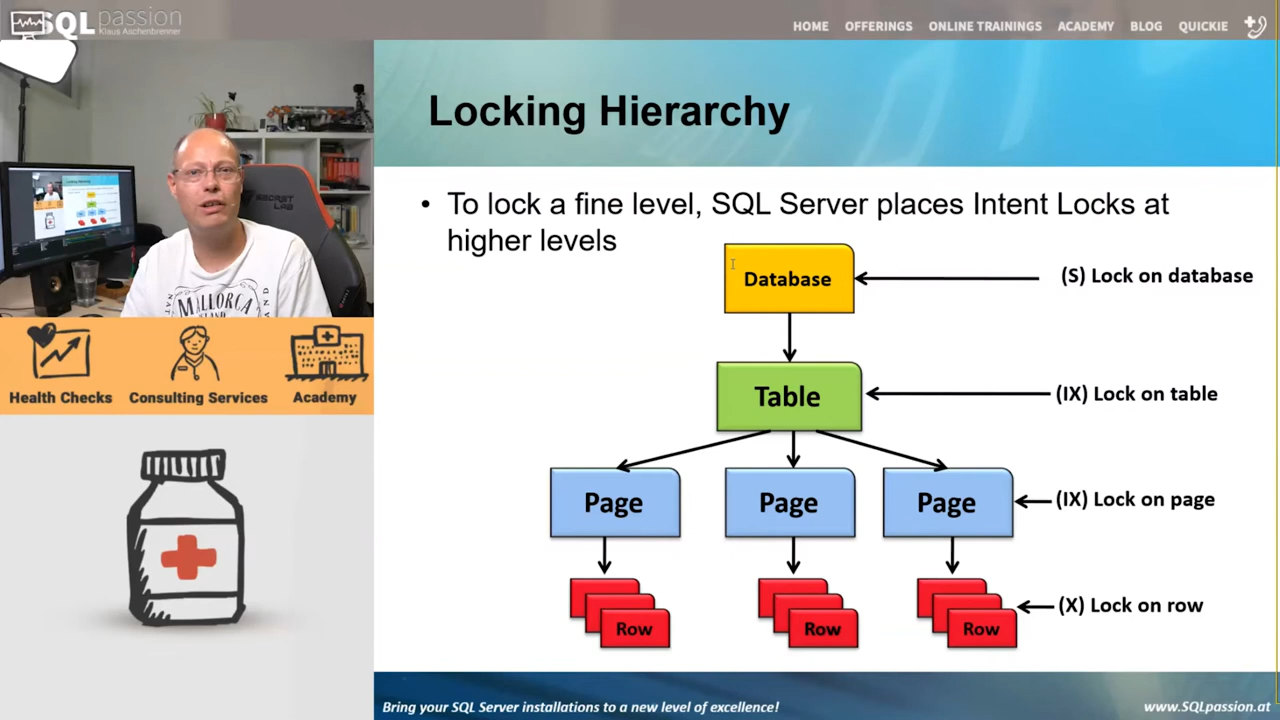 SQL passion
Klaus Aschenbrenner
HOME OFFERINGS ONLINE TRAININGS ACADEMY BLOG QUICKIE
Locking Hierarchy
• To lock a fine level, SQL Server places Intent Locks at
higher levels
Database
(S) Lock on database
Table
(IX) Lock on table
Page Page Page
(IX) Lock on page
Row Row Row
(X) Lock on row
SECRET
LAB
MALLORCA
Health Checks Consulting Services Academy
Bring your SQL Server installations to a new level of excellence!
www.SQLpassion.at